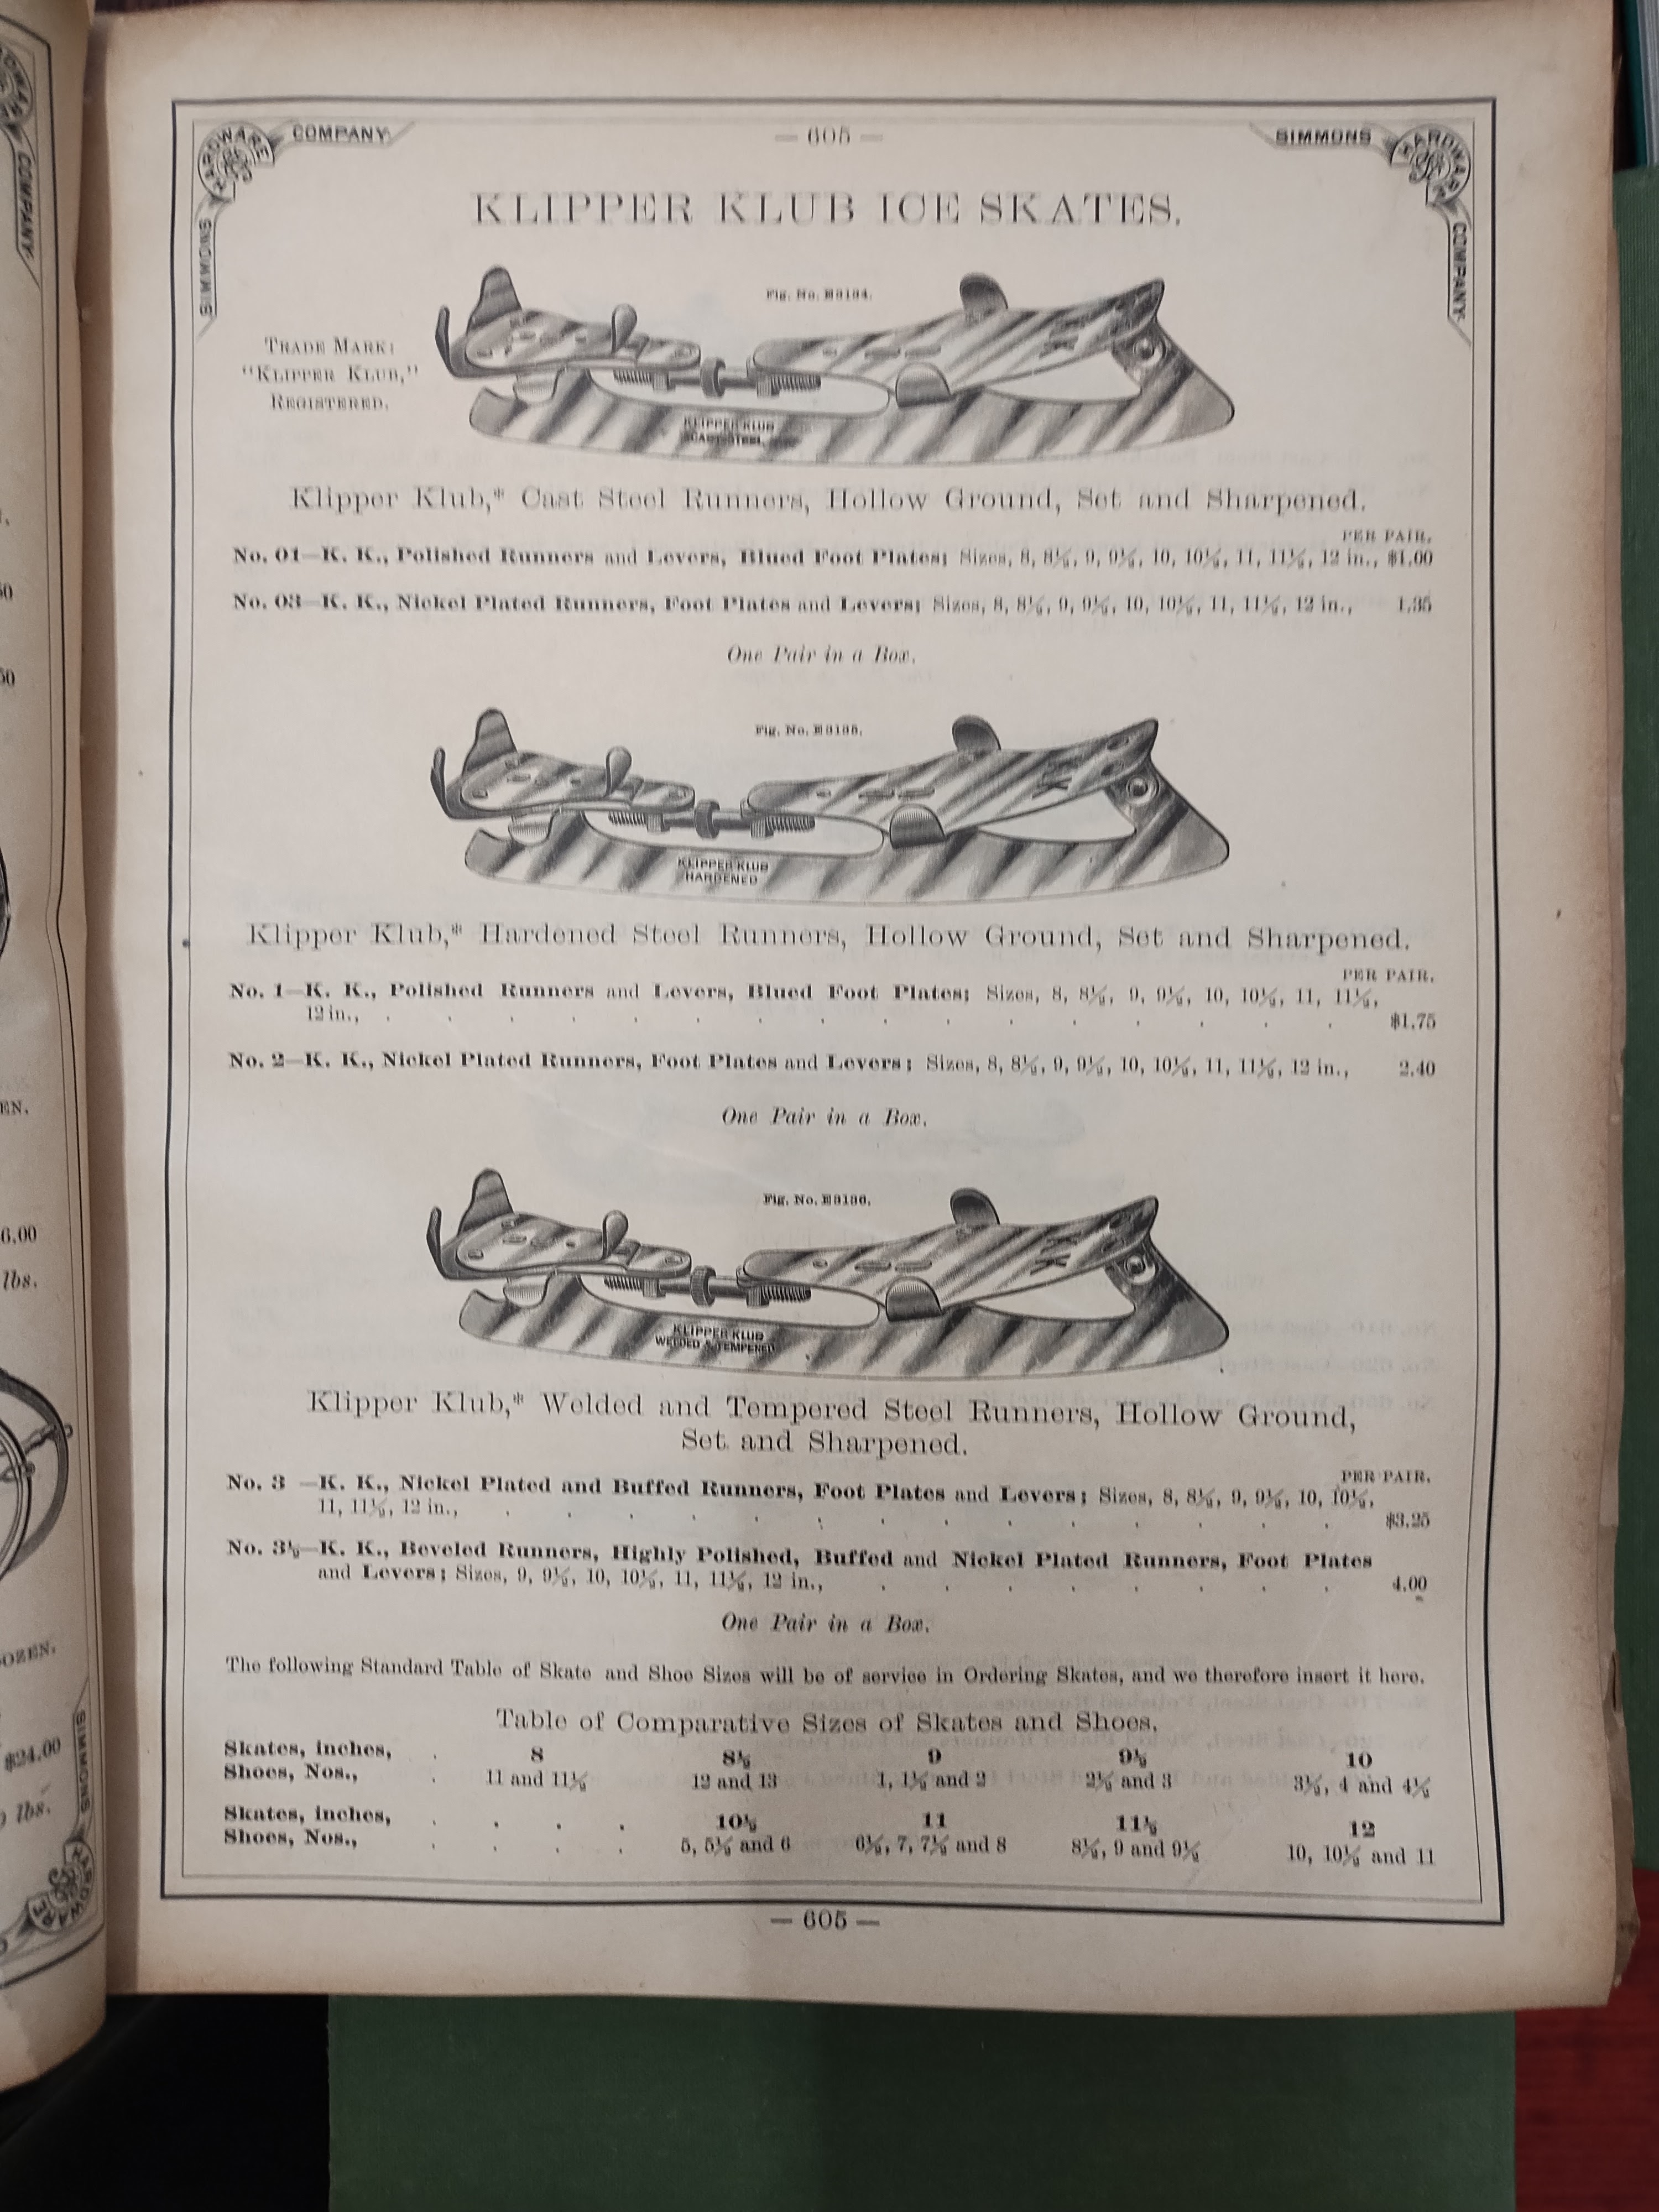 SIMMONS HARDWARE COMPANY
— 605 —
SIMMONS HARDWARE COMPANY
KLIPPER KLUB ICE SKATES.
Fig. No. E3184.
TRADE MARK:
"KLIPPER KLUB,"
REGISTERED.
KLIPPER KLUB
CAST STEEL
Klipper Klub,* Cast Steel Runners, Hollow Ground, Set and Sharpened.
PER PAIR.
No. 01—K. K., Polished Runners and Levers, Blued Foot Plates; Sizes, 8, 8½, 9, 9½, 10, 10½, 11, 11½, 12 in., $1.00
No. 03—K. K., Nickel Plated Runners, Foot Plates and Levers; Sizes, 8, 8½, 9, 9½, 10, 10½, 11, 11½, 12 in., 1.35
One Pair in a Box.
Fig. No. E3185.
K K
KLIPPER KLUB
HARDENED
Klipper Klub,* Hardened Steel Runners, Hollow Ground, Set and Sharpened.
PER PAIR.
No. 1—K. K., Polished Runners and Levers, Blued Foot Plates; Sizes, 8, 8½, 9, 9½, 10, 10½, 11, 11½,
12 in., . . . . . . . . . . . . . . . . $1.75
No. 2—K. K., Nickel Plated Runners, Foot Plates and Levers; Sizes, 8, 8½, 9, 9½, 10, 10½, 11, 11½, 12 in., 2.40
One Pair in a Box.
Fig. No. E3186.
K K
KLIPPER KLUB
WELDED & TEMPERED
Klipper Klub,* Welded and Tempered Steel Runners, Hollow Ground,
Set and Sharpened.
PER PAIR.
No. 3 —K. K., Nickel Plated and Buffed Runners, Foot Plates and Levers; Sizes, 8, 8½, 9, 9½, 10, 10½,
11, 11½, 12 in., . . . . . . . . . . . . . . $3.25
No. 3½—K. K., Beveled Runners, Highly Polished, Buffed and Nickel Plated Runners, Foot Plates
and Levers; Sizes, 9, 9½, 10, 10½, 11, 11½, 12 in., . . . . . . . . 4.00
One Pair in a Box.
The following Standard Table of Skate and Shoe Sizes will be of service in Ordering Skates, and we therefore insert it here.
Table of Comparative Sizes of Skates and Shoes.
Skates, inches, . 8 8½ 9 9½ 10
Shoes, Nos., . 11 and 11½ 12 and 13 1, 1½ and 2 2½ and 3 3½, 4 and 4½
Skates, inches, . . . . 10½ 11 11½ 12
Shoes, Nos., . . . . 5, 5½ and 6 6½, 7, 7½ and 8 8½, 9 and 9½ 10, 10½ and 11
— 605 —
COMPANY
6.00
lbs.
$24.00
lbs.
SIMMONS
HARDWARE